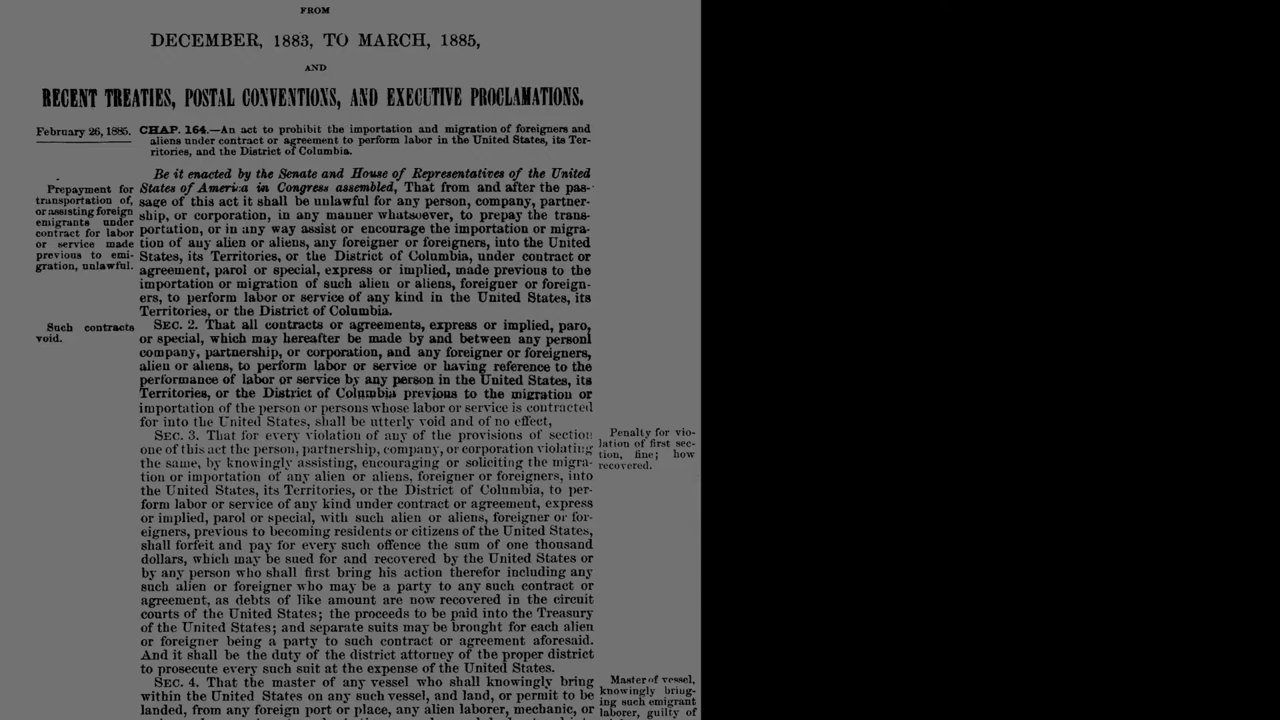 FROM
DECEMBER, 1883, TO MARCH, 1885,
AND
RECENT TREATIES, POSTAL CONVENTIONS, AND EXECUTIVE PROCLAMATIONS.
February 26, 1885.
CHAP. 164.—An act to prohibit the importation and migration of foreigners and
aliens under contract or agreement to perform labor in the United States, its Ter-
ritories, and the District of Columbia.
Prepayment for
transportation of,
or assisting foreign
emigrants under
contract for labor
or service made
previous to emi-
gration, unlawful.
Be it enacted by the Senate and House of Representatives of the United
States of America in Congress assembled, That from and after the pas-
sage of this act it shall be unlawful for any person, company, partner-
ship, or corporation, in any manner whatsoever, to prepay the trans-
portation, or in any way assist or encourage the importation or migra-
tion of any alien or aliens, any foreigner or foreigners, into the United
States, its Territories, or the District of Columbia, under contract or
agreement, parol or special, express or implied, made previous to the
importation or migration of such alien or aliens, foreigner or foreign-
ers, to perform labor or service of any kind in the United States, its
Territories, or the District of Columbia.
Such contracts
void.
SEC. 2. That all contracts or agreements, express or implied, paro,
or special, which may hereafter be made by and between any personl
company, partnership, or corporation, and any foreigner or foreigners,
alien or aliens, to perform labor or service or having reference to the
performance of labor or service by any person in the United States, its
Territories, or the District of Columbia previous to the migration or
importation of the person or persons whose labor or service is contracted
for into the United States, shall be utterly void and of no effect,
SEC. 3. That for every violation of any of the provisions of section
one of this act the person, partnership, company, or corporation violating
the same, by knowingly assisting, encouraging or soliciting the migra-
tion or importation of any alien or aliens, foreigner or foreigners, into
the United States, its Territories, or the District of Columbia, to per-
form labor or service of any kind under contract or agreement, express
or implied, parol or special, with such alien or aliens, foreigner or for-
eigners, previous to becoming residents or citizens of the United States,
shall forfeit and pay for every such offence the sum of one thousand
dollars, which may be sued for and recovered by the United States or
by any person who shall first bring his action therefor including any
such alien or foreigner who may be a party to any such contract or
agreement, as debts of like amount are now recovered in the circuit
courts of the United States; the proceeds to be paid into the Treasury
of the United States; and separate suits may be brought for each alien
or foreigner being a party to such contract or agreement aforesaid.
And it shall be the duty of the district attorney of the proper district
to prosecute every such suit at the expense of the United States.
Penalty for vio-
lation of first sec-
tion, fine; how
recovered.
SEC. 4. That the master of any vessel who shall knowingly bring
within the United States on any such vessel, and land, or permit to be
landed, from any foreign port or place, any alien laborer, mechanic, or
Master of vessel,
knowingly bring-
ing such emigrant
laborer, guilty of